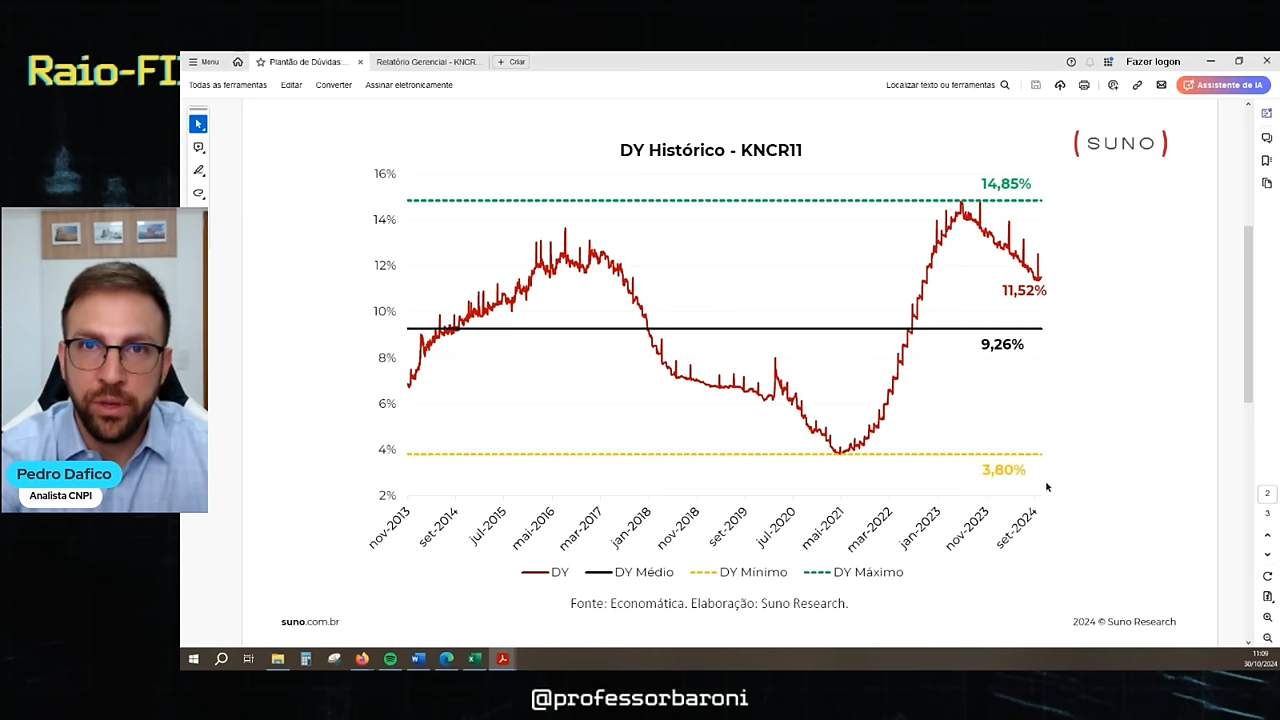 Raio-FI
Menu
Plantão de Dúvidas:...
Relatório Gerencial - KNCR...
+ Criar
Fazer logon
Todas as ferramentas
Editar
Converter
Assinar eletronicamente
Localizar texto ou ferramentas
Assistente de IA
DY Histórico - KNCR11
( SUNO )
16%
14%
12%
10%
8%
6%
4%
2%
14,85%
11,52%
9,26%
3,80%
nov-2013
set-2014
jul-2015
mai-2016
mar-2017
jan-2018
nov-2018
set-2019
jul-2020
mai-2021
mar-2022
jan-2023
nov-2023
set-2024
DY
DY Médio
DY Mínimo
DY Máximo
Fonte: Economática. Elaboração: Suno Research.
suno.com.br
2024 © Suno Research
2
3
Pedro Dafico
Analista CNPI
11:09
30/10/2024
@professorbaroni